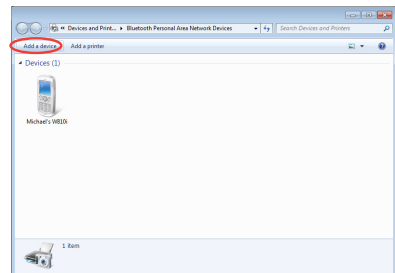 « Devices and Print... ▸ Bluetooth Personal Area Network Devices
Search Devices and Printers
Add a device Add a printer
Devices (1)
Michael's W810i
1 item